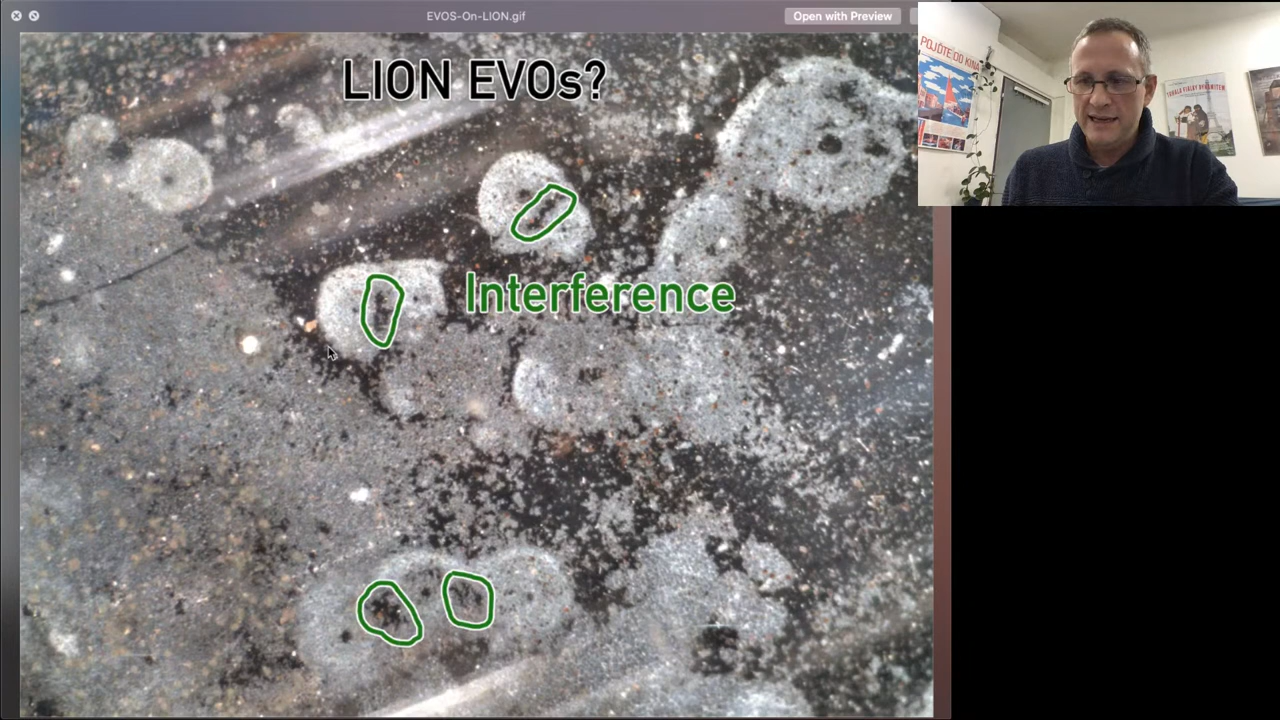 EVOS-On-LION.gif
Open with Preview
LION EVOs?
Interference
POJĎTE DO KINA